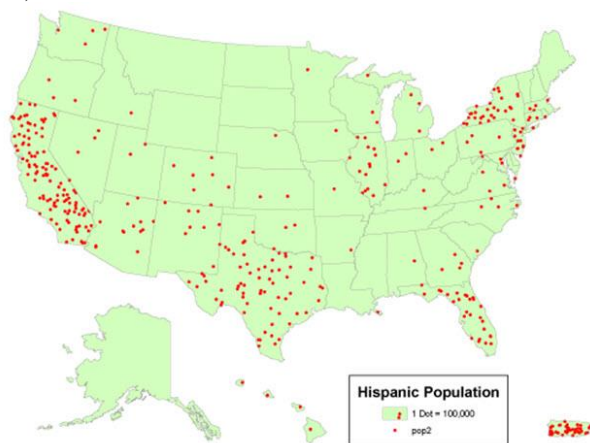 Hispanic Population
1 Dot = 100,000
pop2